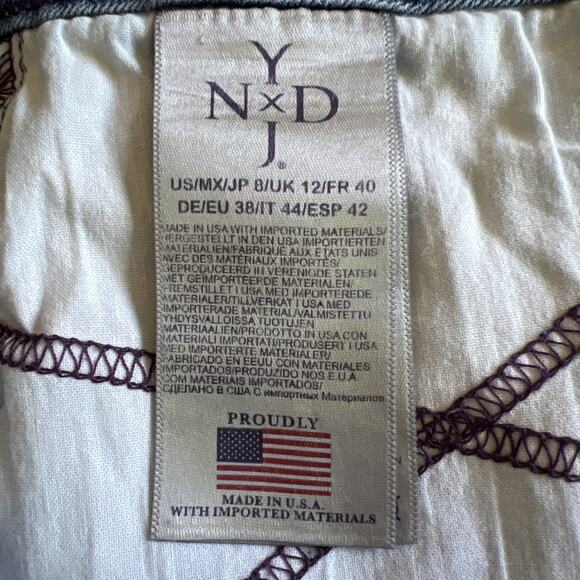 Y
N×D
J®
US/MX/JP 8/UK 12/FR 40
DE/EU 38/IT 44/ESP 42
MADE IN USA WITH IMPORTED MATERIALS/
HERGESTELLT IN DEN USA IMPORTIERTEN
MATERIALIEN/FABRIQUE AUX ETATS UNIS
AVEC DES MATÉRIAUX IMPORTÉS/
GEPRODUCEERD IN VERENIGDE STATEN
MET GEIMPORTEERDE MATERIALEN/
FREMSTILLET I USA MED IMPORTEREDE
MATERIALER/TILLVERKAT I USA MED
IMPORTERADE MATERIAL/VALMISTETTU
YHDYSVALLOISSA TUOTUJEN
MATERIAALIEN/PRODOTTO IN USA CON
MATERIALI IMPORTATI/PRODUSERT I USA
MED IMPORTERTE MATERIALER/
FABRICADO EN EEUU CON MATERIALES
IMPORTADOS/PRODUZIDO NOS E.U.A
COM MATERIAIS IMPORTADOS/
СДЕЛАНО В США С импортных Материалов
PROUDLY
MADE IN U.S.A.
WITH IMPORTED MATERIALS